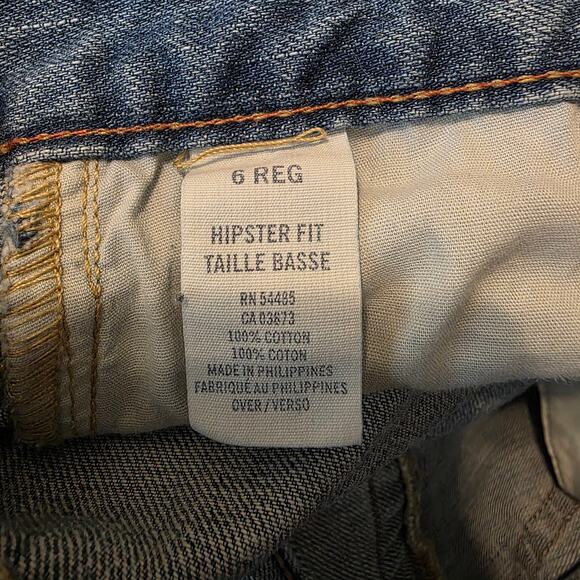 6 REG
HIPSTER FIT
TAILLE BASSE
RN 54485
CA 03873
100% COTTON
100% COTON
MADE IN PHILIPPINES
FABRIQUÉ AU PHILIPPINES
OVER / VERSO